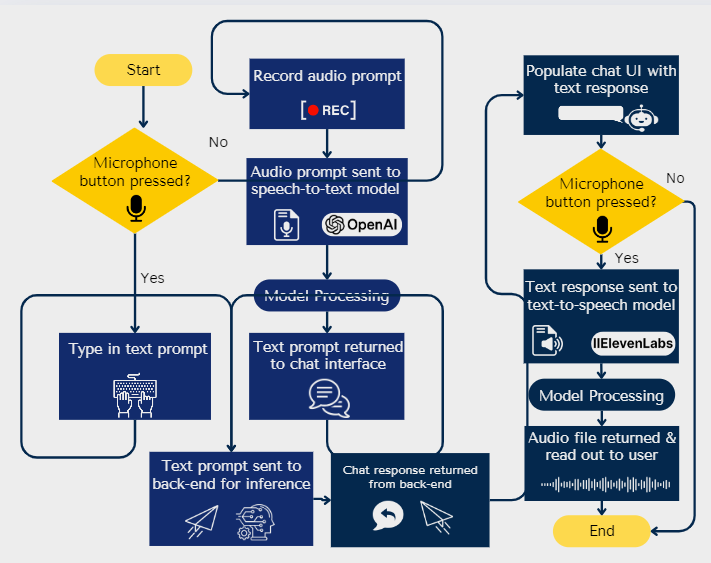 Start
Microphone
button pressed?
No
Yes
Record audio prompt
[● REC]
Audio prompt sent to
speech-to-text model
OpenAI
Model Processing
Type in text prompt
Text prompt returned
to chat interface
Text prompt sent to
back-end for inference
Chat response returned
from back-end
Populate chat UI with
text response
Microphone
button pressed?
No
Yes
Text response sent to
text-to-speech model
IIElevenLabs
Model Processing
Audio file returned &
read out to user
End